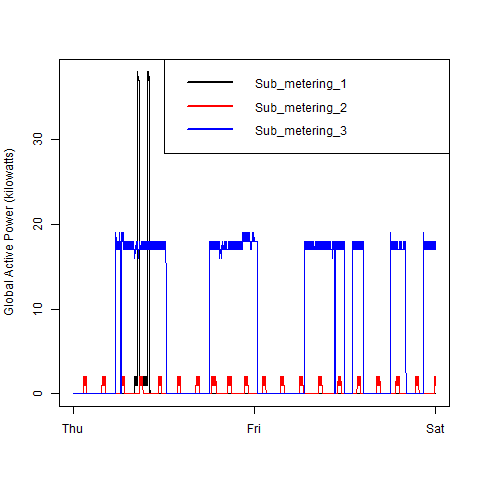 Sub_metering_1
Sub_metering_2
Sub_metering_3
Global Active Power (kilowatts)
30
20
10
0
Thu Fri Sat